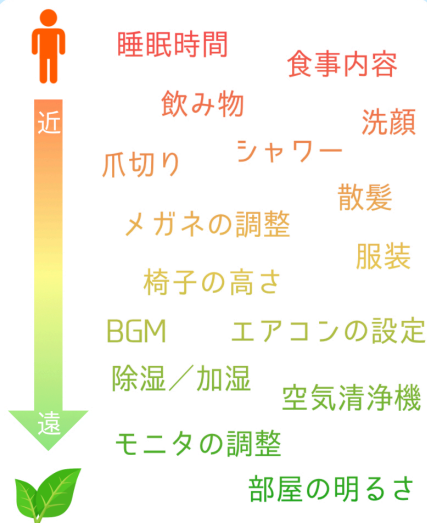 睡眠時間
食事内容
飲み物
近
洗顔
シャワー
爪切り
散髪
メガネの調整
服装
椅子の高さ
BGM
エアコンの設定
除湿／加湿
空気清浄機
遠
モニタの調整
部屋の明るさ